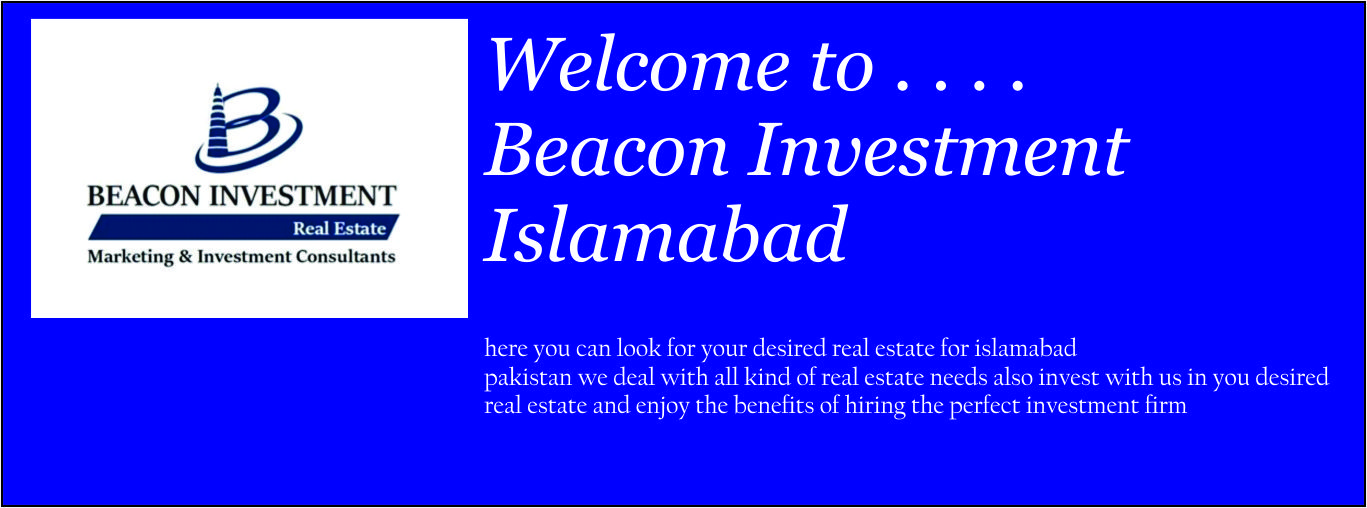 BEACON INVESTMENT
Real Estate
Marketing & Investment Consultants
Welcome to . . . .
Beacon Investment
Islamabad
here you can look for your desired real estate for islamabad
pakistan we deal with all kind of real estate needs also invest with us in you desired
real estate and enjoy the benefits of hiring the perfect investment firm